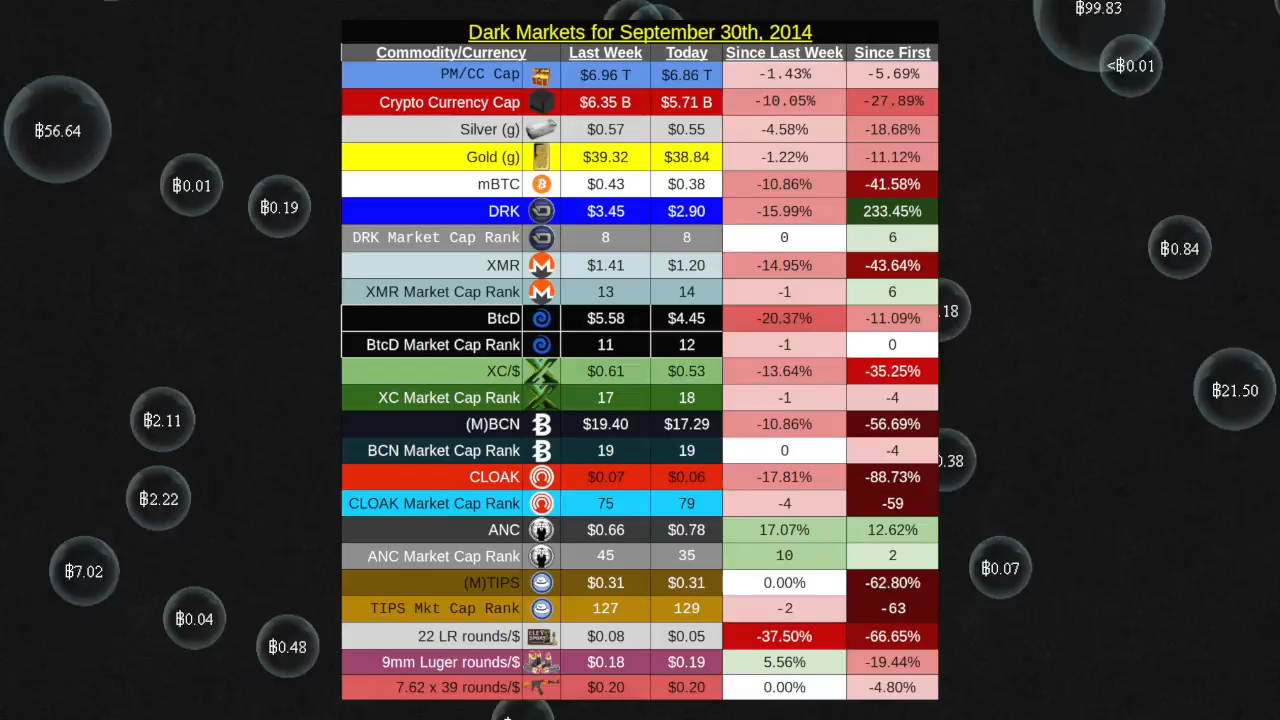 Dark Markets for September 30th, 2014
Commodity/Currency Last Week Today Since Last Week Since First
PM/CC Cap $6.96 T $6.86 T -1.43% -5.69%
Crypto Currency Cap $6.35 B $5.71 B -10.05% -27.89%
Silver (g) $0.57 $0.55 -4.58% -18.68%
Gold (g) $39.32 $38.84 -1.22% -11.12%
mBTC $0.43 $0.38 -10.86% -41.58%
DRK $3.45 $2.90 -15.99% 233.45%
DRK Market Cap Rank 8 8 0 6
XMR $1.41 $1.20 -14.95% -43.64%
XMR Market Cap Rank 13 14 -1 6
BtcD $5.58 $4.45 -20.37% -11.09%
BtcD Market Cap Rank 11 12 -1 0
XC/$ $0.61 $0.53 -13.64% -35.25%
XC Market Cap Rank 17 18 -1 -4
(M)BCN $19.40 $17.29 -10.86% -56.69%
BCN Market Cap Rank 19 19 0 -4
CLOAK $0.07 $0.06 -17.81% -88.73%
CLOAK Market Cap Rank 75 79 -4 -59
ANC $0.66 $0.78 17.07% 12.62%
ANC Market Cap Rank 45 35 10 2
(M)TIPS $0.31 $0.31 0.00% -62.80%
TIPS Mkt Cap Rank 127 129 -2 -63
22 LR rounds/$ $0.08 $0.05 -37.50% -66.65%
9mm Luger rounds/$ $0.18 $0.19 5.56% -19.44%
7.62 x 39 rounds/$ $0.20 $0.20 0.00% -4.80%
฿56.64
฿0.01
฿0.19
฿2.11
฿2.22
฿7.02
฿0.04
฿0.48
฿99.83
<฿0.01
฿0.84
.18
฿21.50
0.38
฿0.07